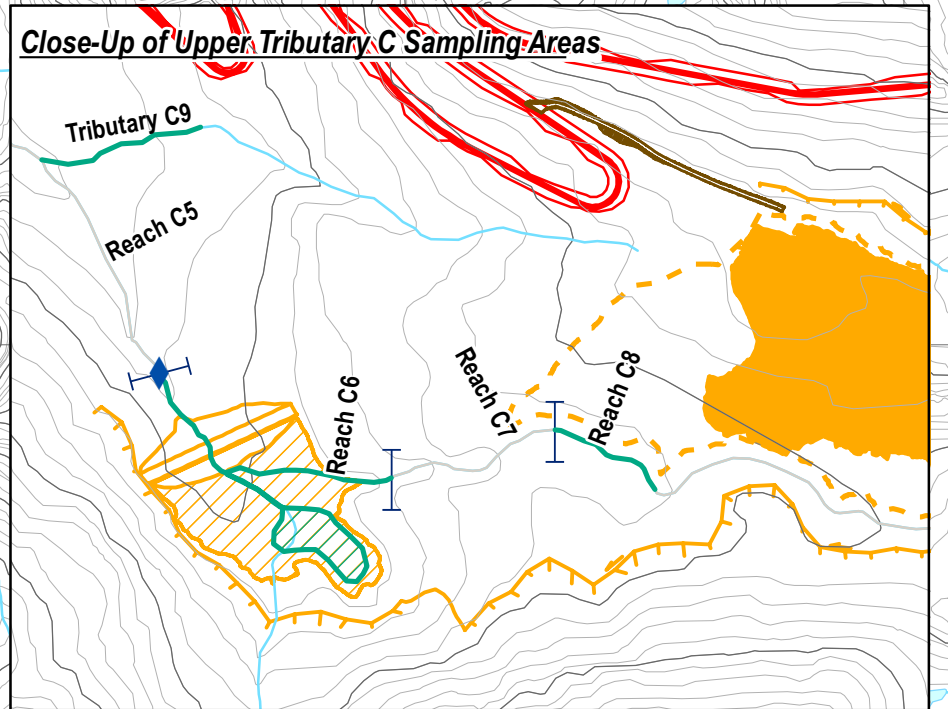 Close-Up of Upper Tributary C Sampling Areas
Tributary C9
Reach C5
Reach C6
Reach C7
Reach C8